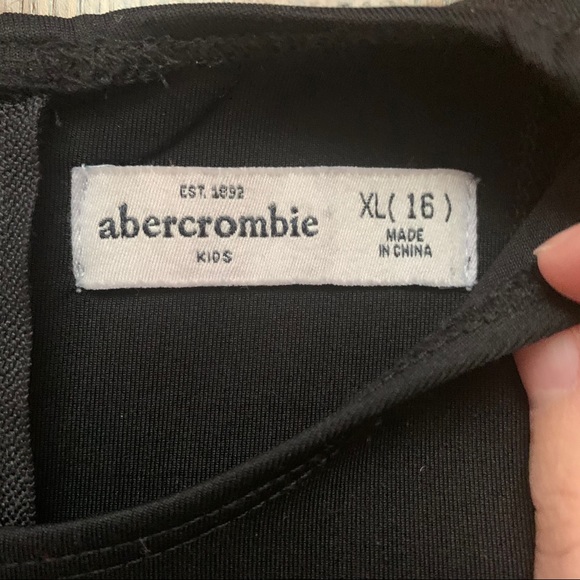 EST. 1892
abercrombie
KIDS
XL( 16 )
MADE
IN CHINA